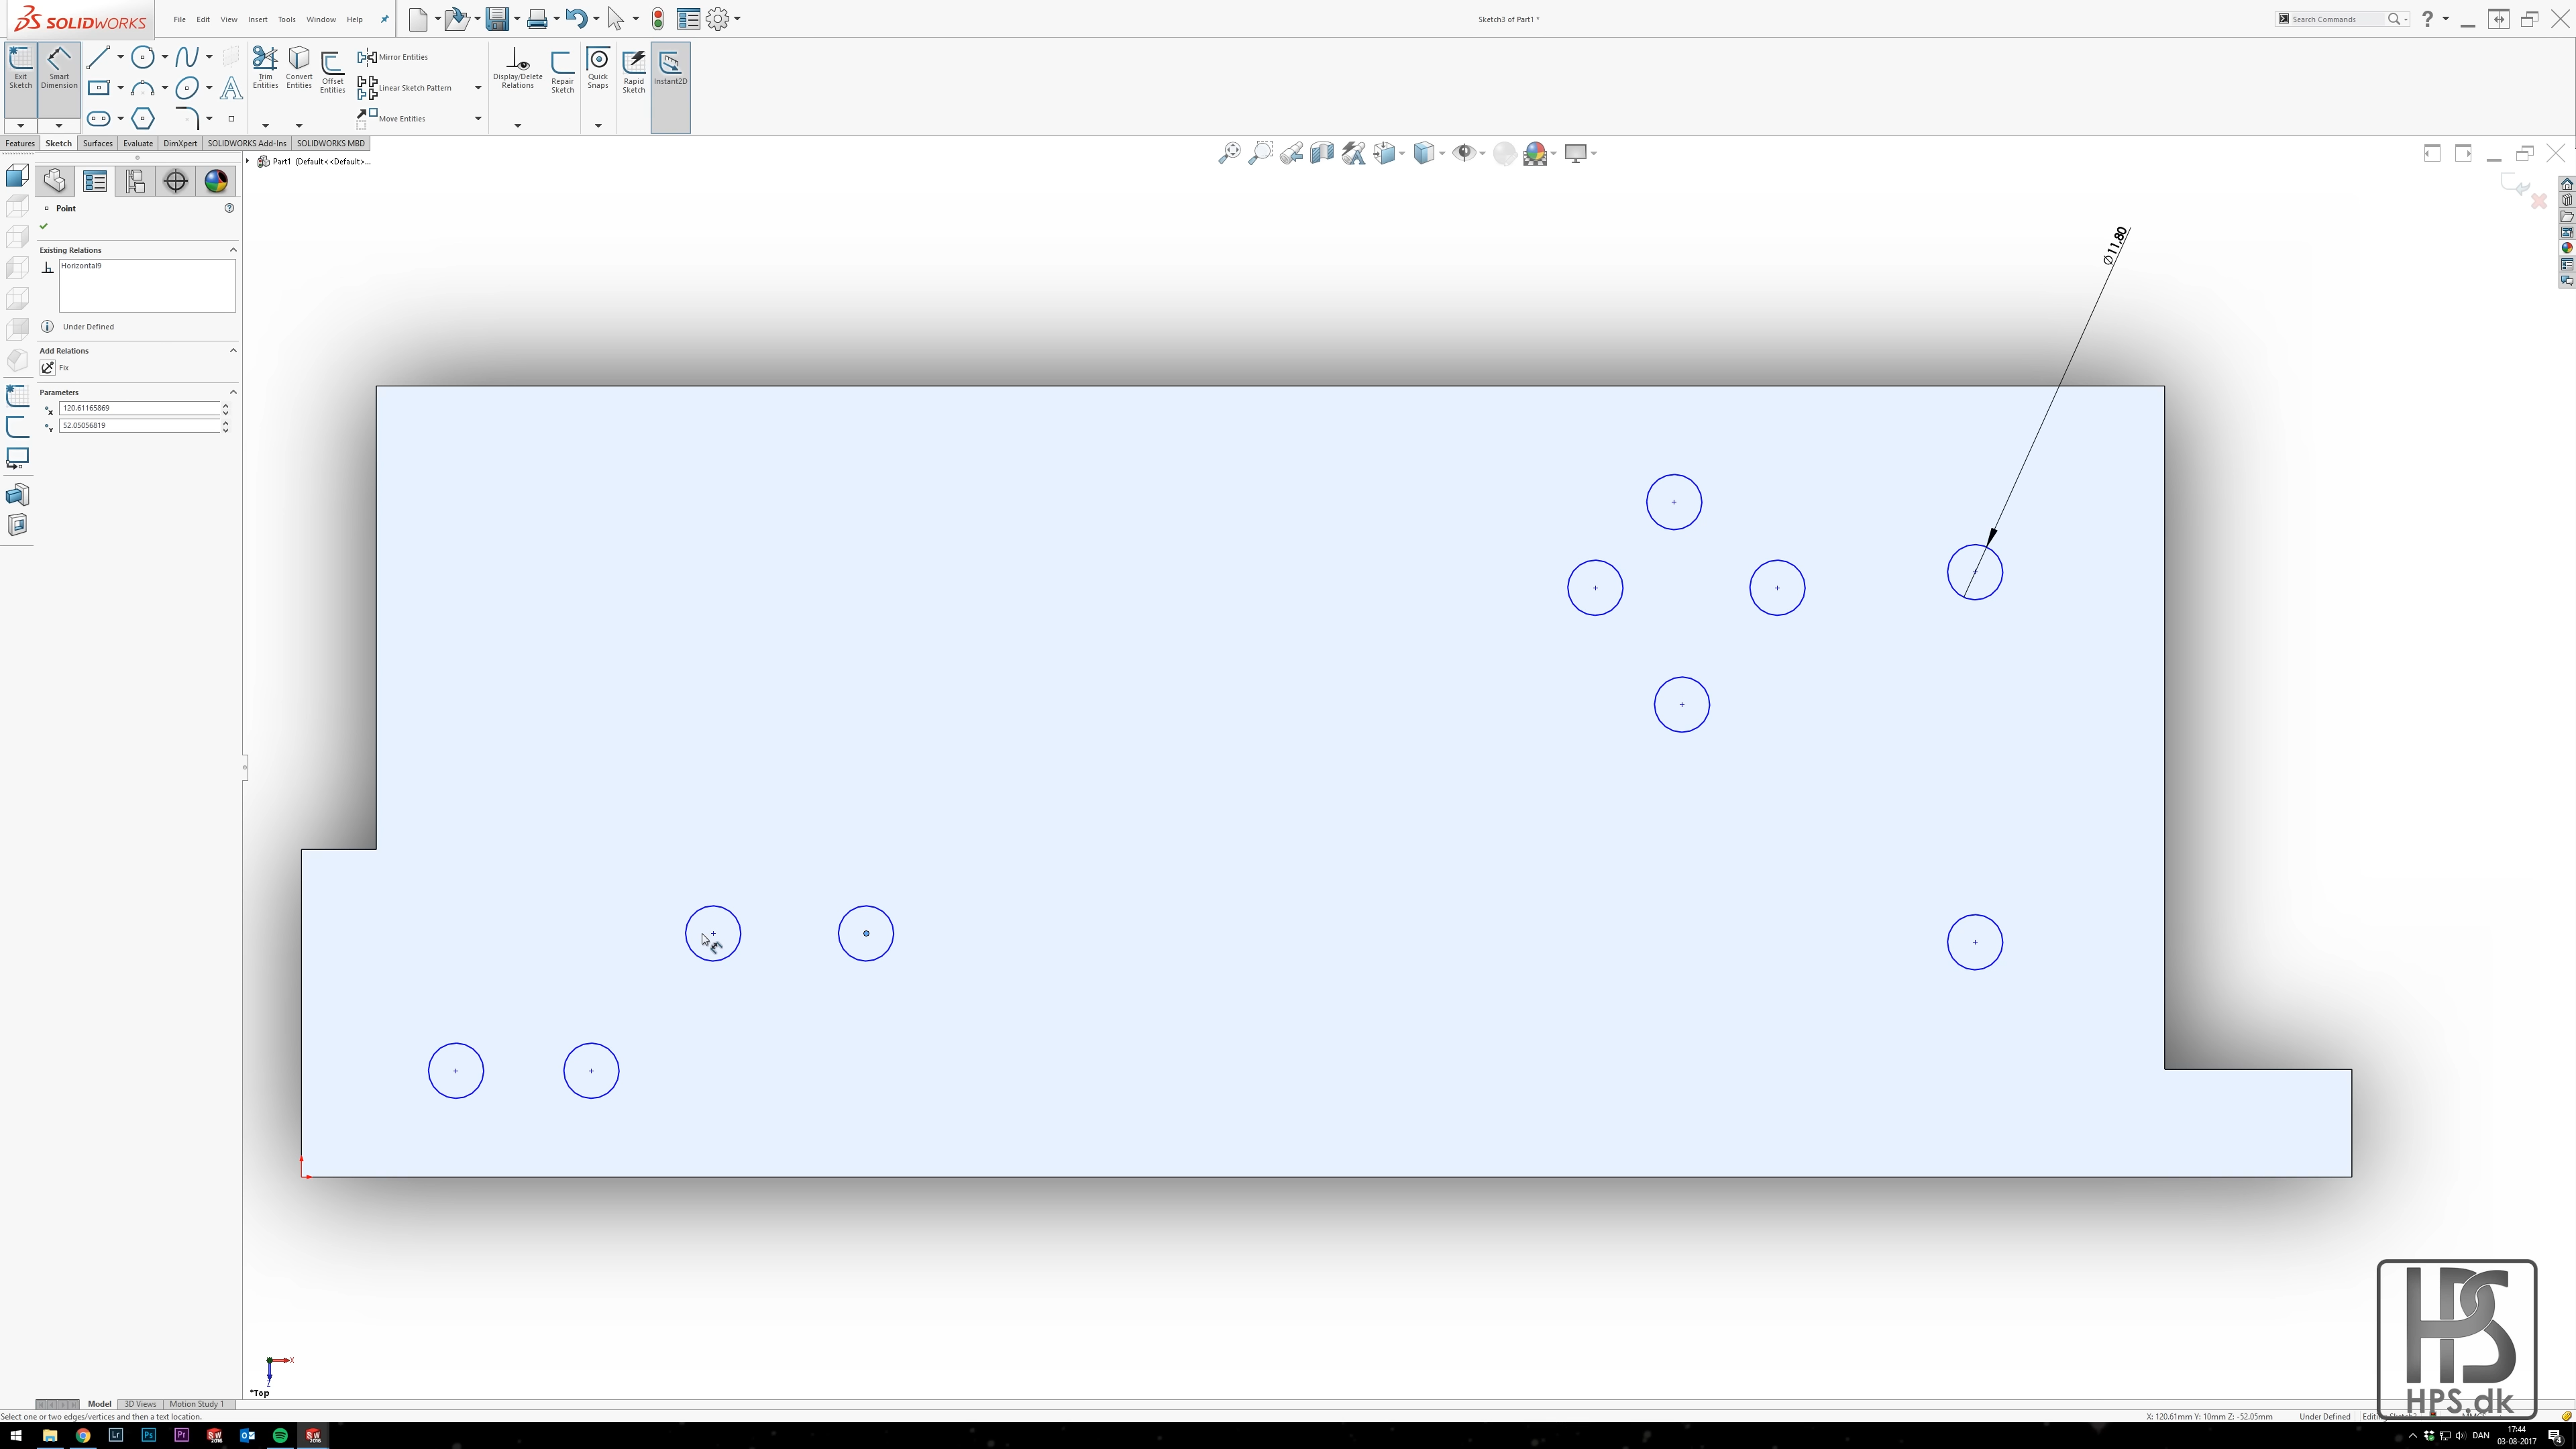 SOLIDWORKS
File Edit View Insert Tools Window Help
Sketch3 of Part1 *
Search Commands
Exit Sketch
Smart Dimension
Trim Entities
Convert Entities
Offset Entities
Mirror Entities
Linear Sketch Pattern
Move Entities
Display/Delete Relations
Repair Sketch
Quick Snaps
Rapid Sketch
Instant2D
Features Sketch Surfaces Evaluate DimXpert SOLIDWORKS Add-Ins SOLIDWORKS MBD
Part1 (Default<<Default>...
Point
Existing Relations
Horizontal9
Under Defined
Add Relations
Fix
Parameters
120.61165869
52.05056819
∅11,80
X
Z
*Top
Model 3D Views Motion Study 1
Select one or two edges/vertices and then a text location.
X: 120.61mm Y: 10mm Z: -52.05mm Under Defined
HPS
HPS.dk
Lr Ps Pr
DAN
17:44
03-08-2017